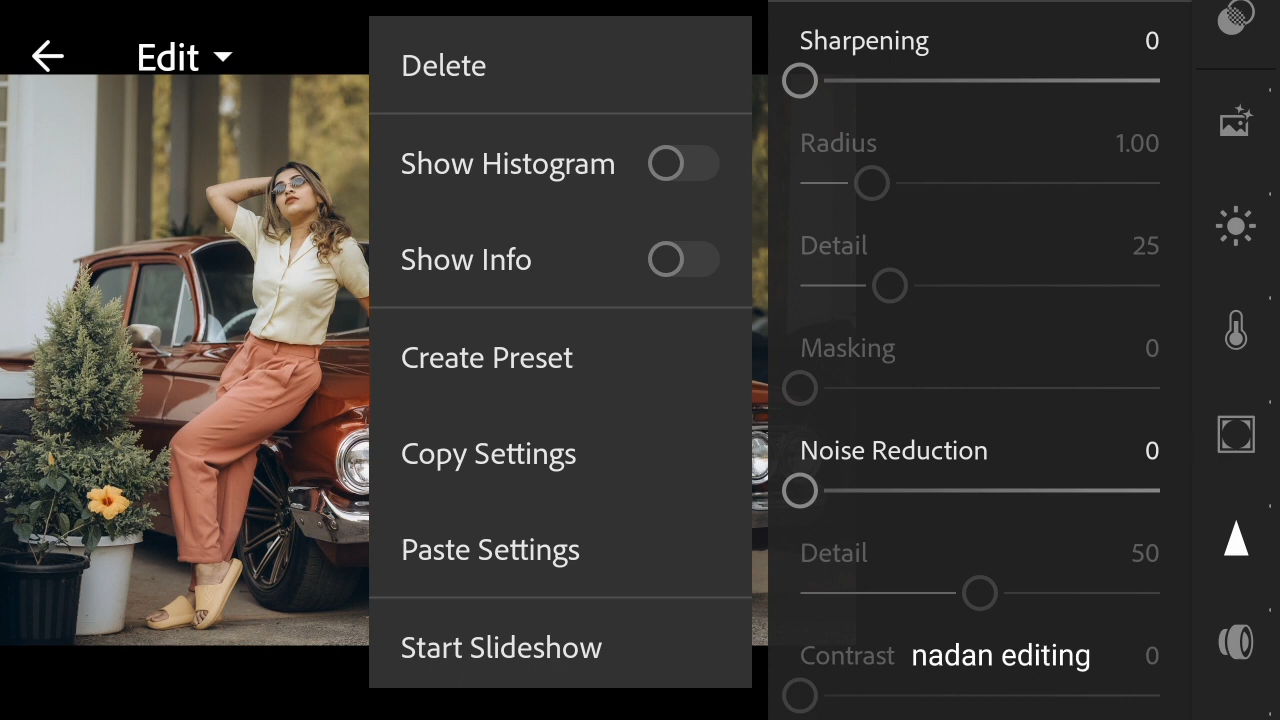 Edit
Delete
Show Histogram
Show Info
Create Preset
Copy Settings
Paste Settings
Start Slideshow
Sharpening 0
Radius 1.00
Detail 25
Masking 0
Noise Reduction 0
Detail 50
Contrast 0
nadan editing